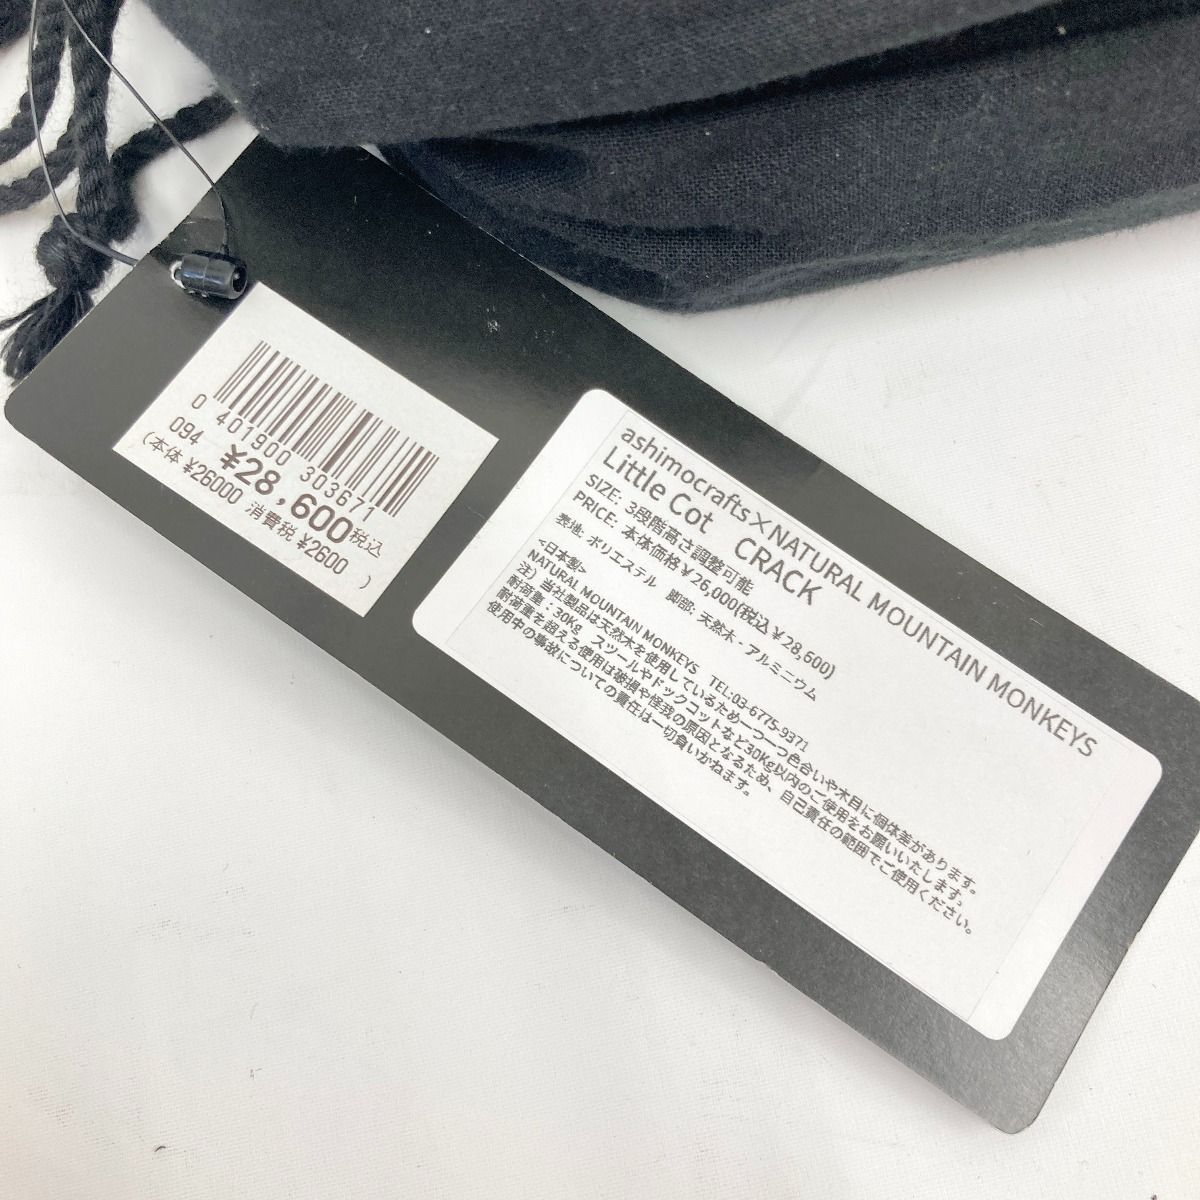 0 401900 303671
094 ¥28,600税込
(本体 ¥26000 消費税 ¥2600 )
ashimocrafts×NATURAL MOUNTAIN MONKEYS
Little Cot CRACK
SIZE: 3段階高さ調整可能
PRICE: 本体価格¥26,000(税込¥28,600)
表地: ポリエステル 脚部: 天然木・アルミニウム
<日本製>
NATURAL MOUNTAIN MONKEYS TEL:03-6775-9371
注）当社製品は天然木を使用しているため一つ一つ色合いや木目に個体差があります。
耐荷量：30Kg スツールやドックコットなど30Kg以内のご使用をお願いいたします。
耐荷重を超える使用は破損や怪我の原因となるため、自己責任の範囲でご使用ください。
使用中の事故についての責任は一切負いかねます。